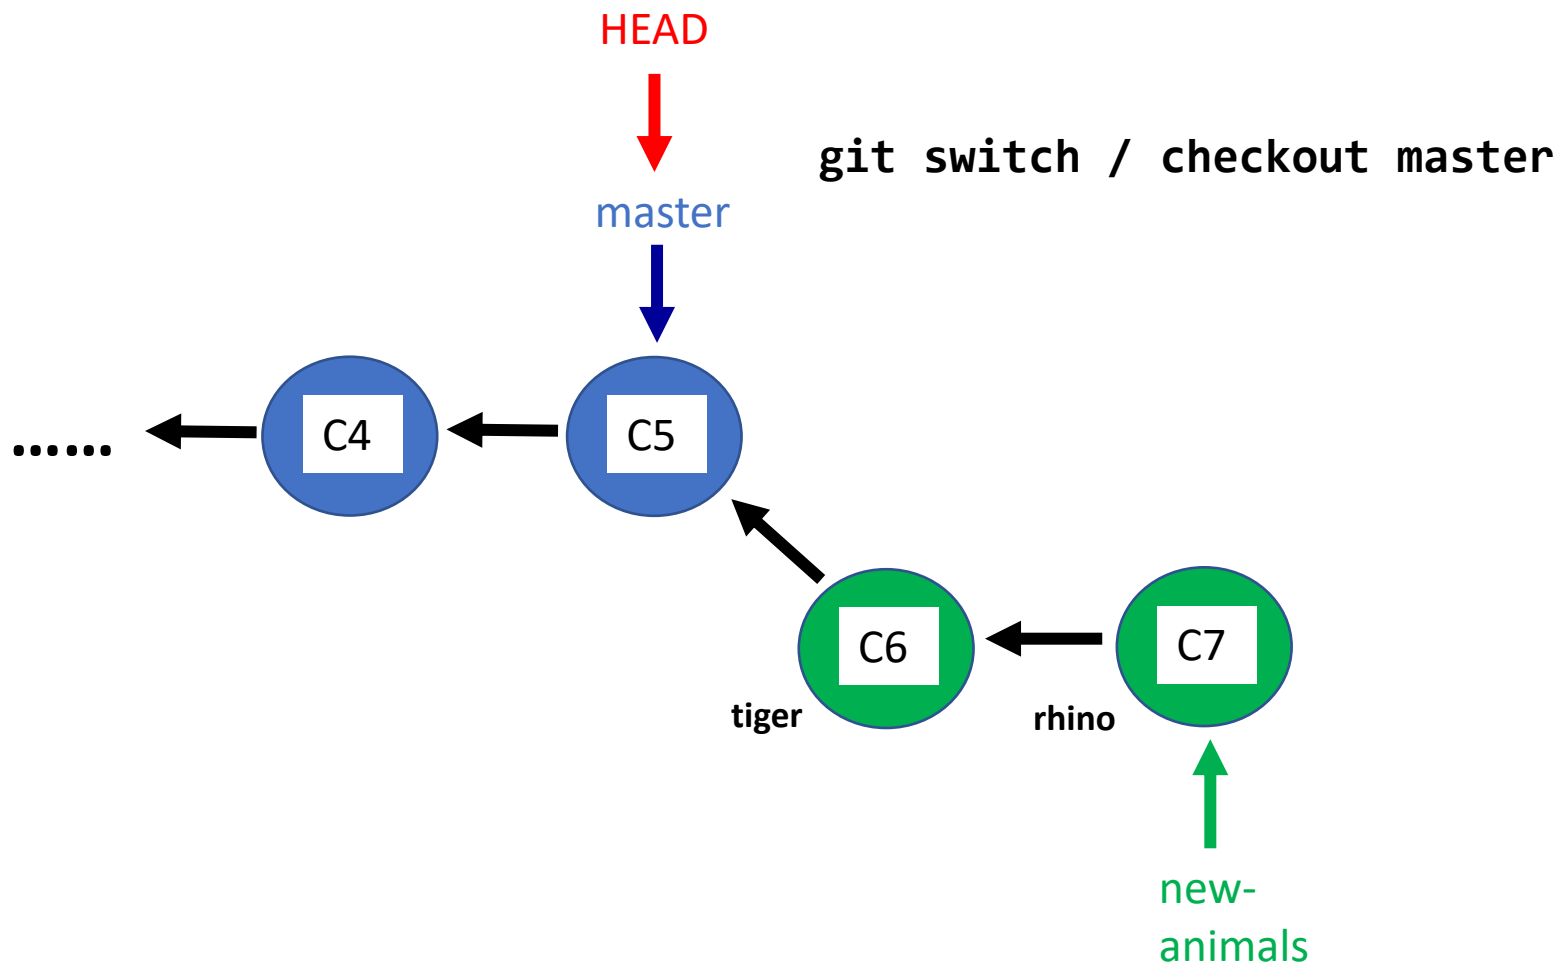 HEAD
git switch / checkout master
master
......
C4
C5
C6
C7
tiger
rhino
new-
animals